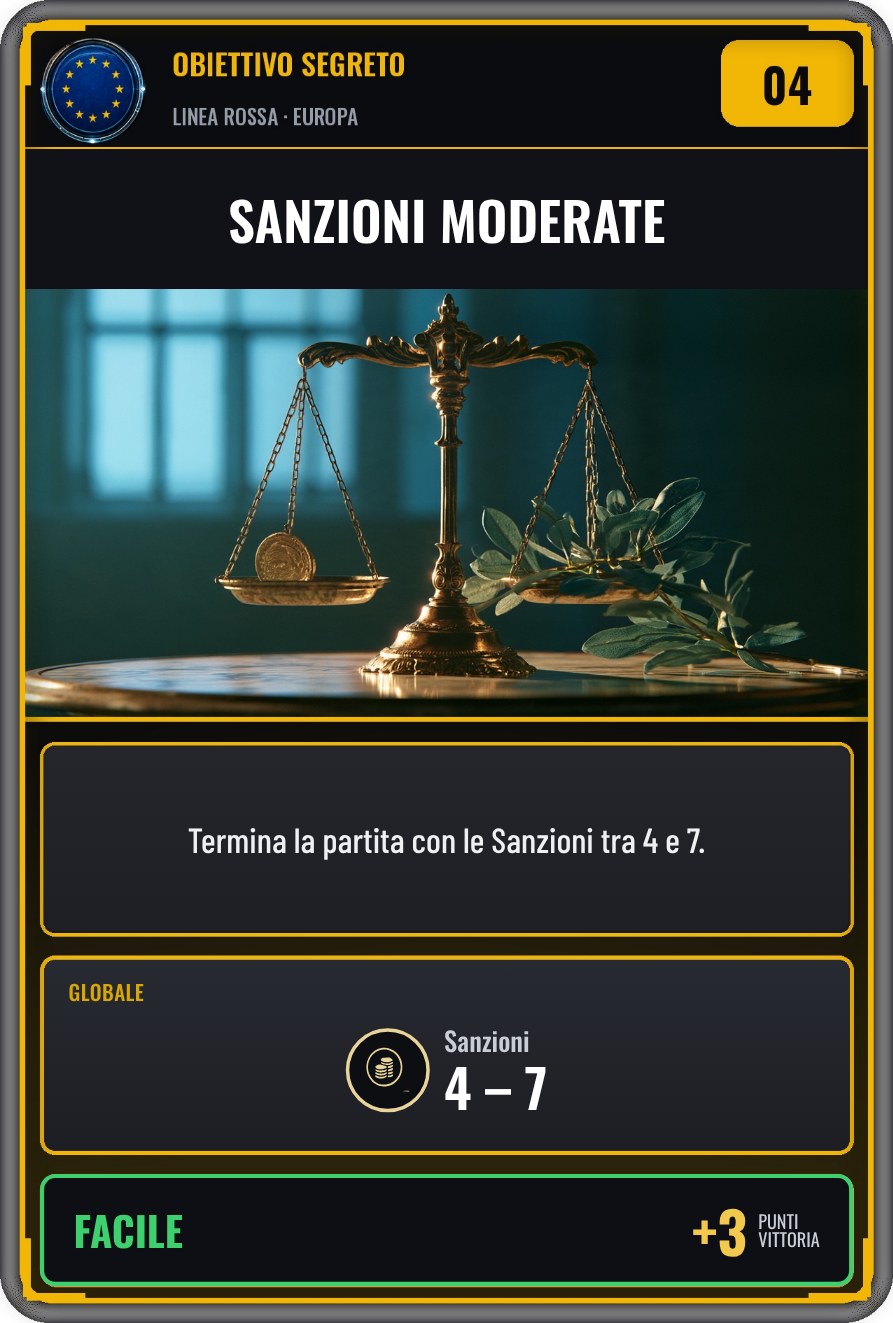 OBIETTIVO SEGRETO
LINEA ROSSA · EUROPA
04
SANZIONI MODERATE
Termina la partita con le Sanzioni tra 4 e 7.
GLOBALE
Sanzioni
4 – 7
FACILE
+3
PUNTI
VITTORIA